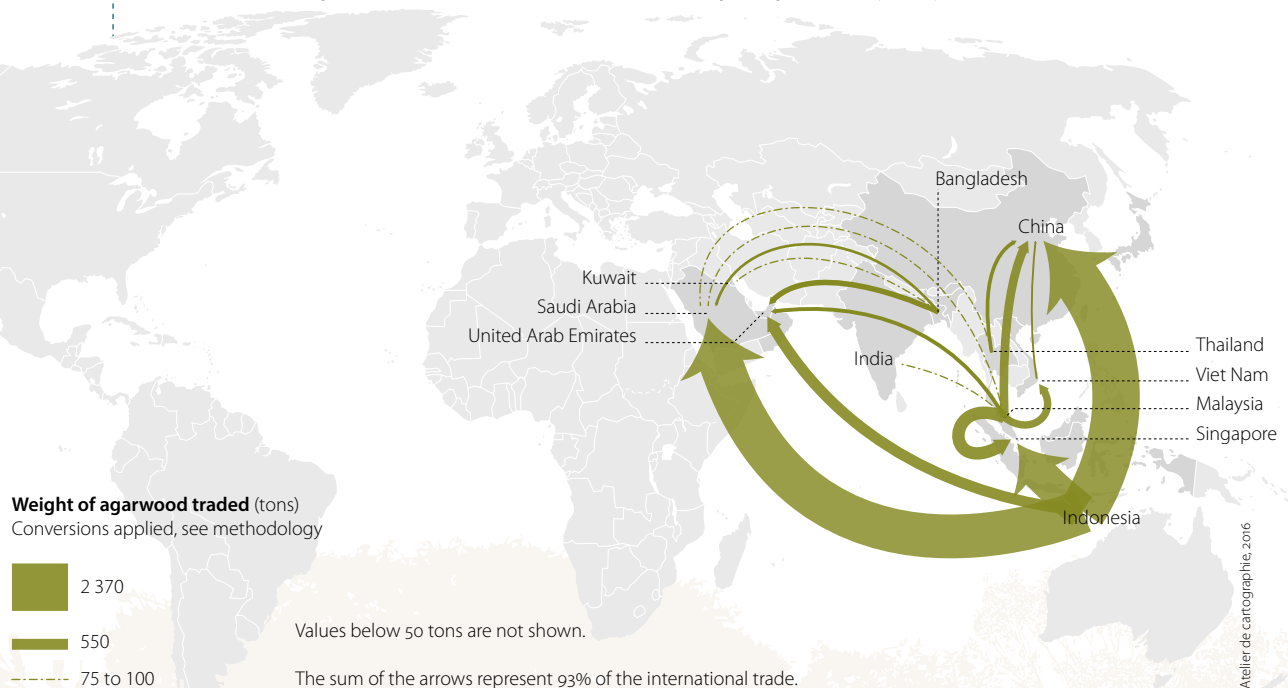 Bangladesh
China
Kuwait
Saudi Arabia
United Arab Emirates
India
Thailand
Viet Nam
Malaysia
Singapore
Indonesia
Weight of agarwood traded (tons)
Conversions applied, see methodology
2 370
550
75 to 100
Values below 50 tons are not shown.
The sum of the arrows represent 93% of the international trade.
Atelier de cartographie, 2016